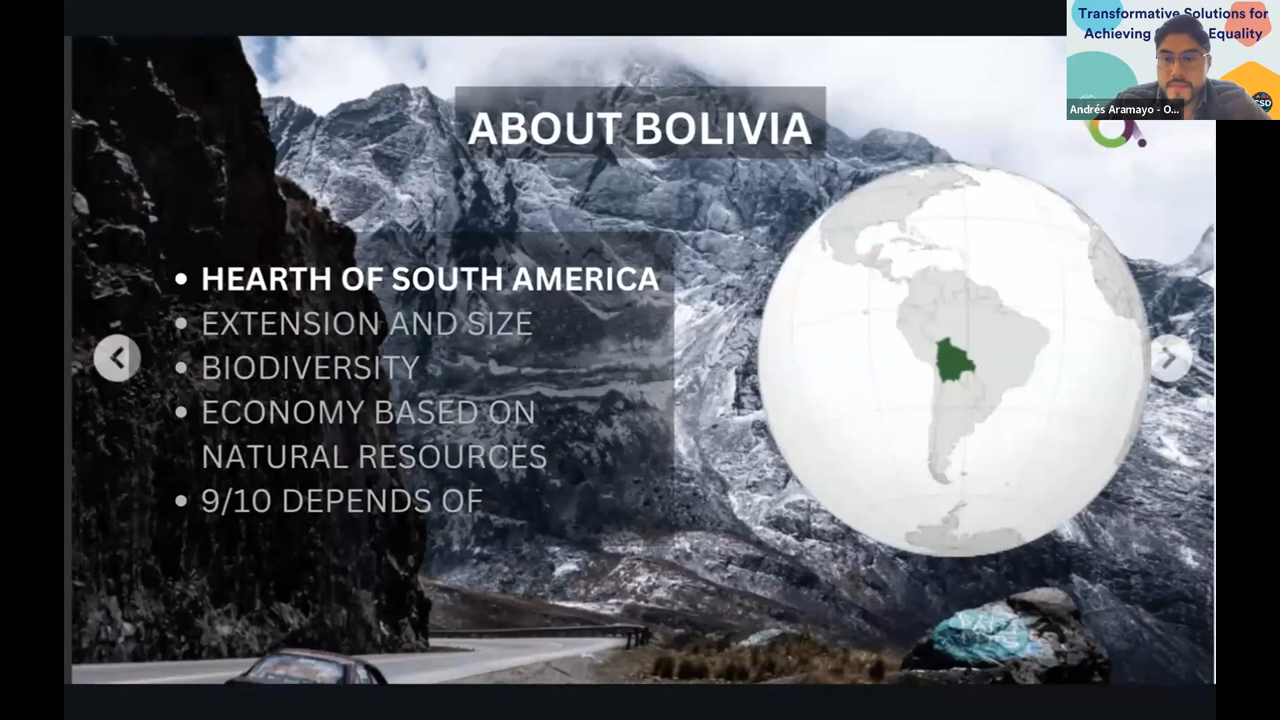 Transformative Solutions for
Achieving Equality
Andrés Aramayo - O...
CSD
ABOUT BOLIVIA
• HEARTH OF SOUTH AMERICA
• EXTENSION AND SIZE
• BIODIVERSITY
• ECONOMY BASED ON
NATURAL RESOURCES
• 9/10 DEPENDS OF